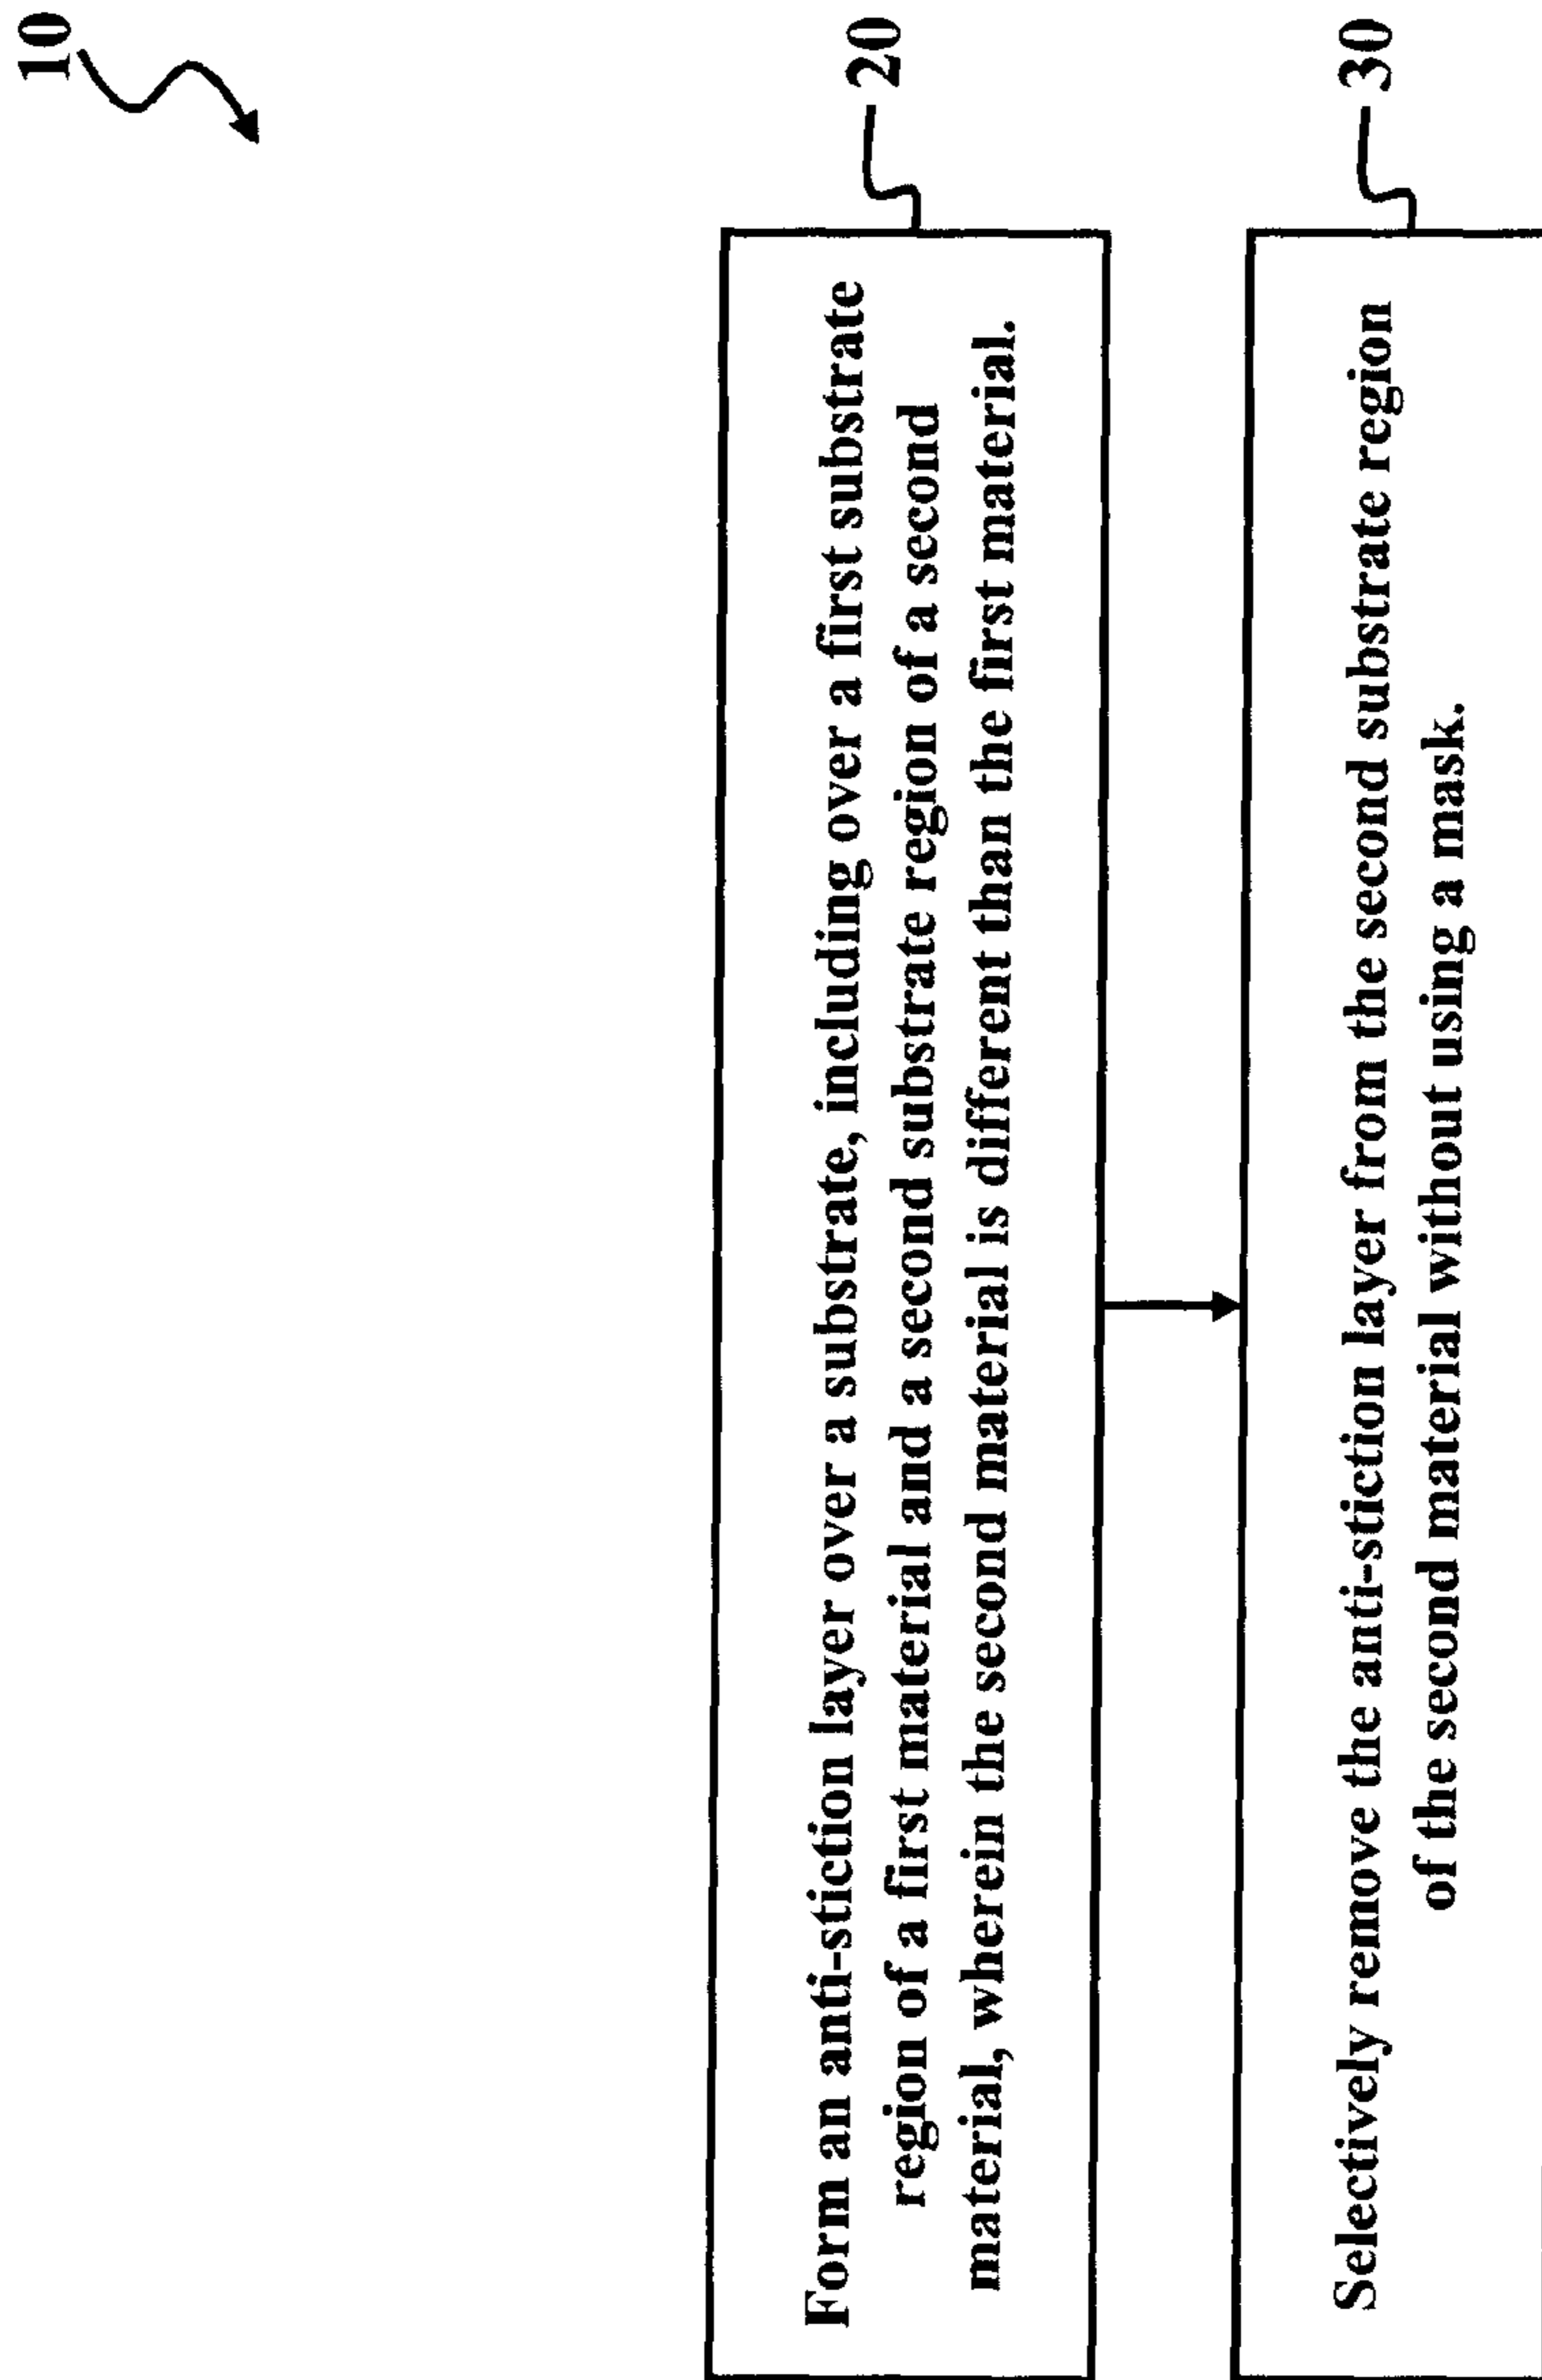 10
20
Form an anti-stiction layer over a substrate, including over a first substrate
region of a first material and a second substrate region of a second
material, wherein the second material is different than the first material.
30
Selectively remove the anti-stiction layer from the second substrate region
of the second material without using a mask.